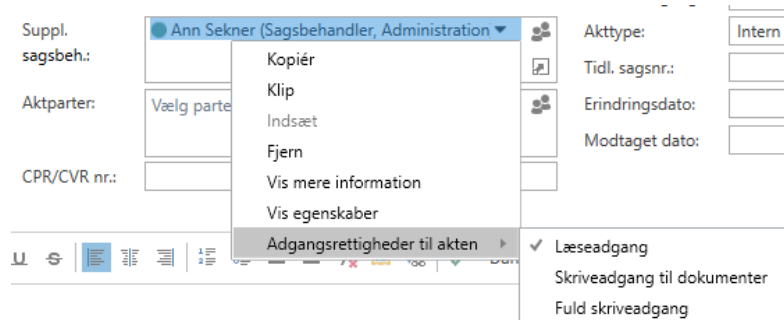 Suppl.
sagsbeh.:
Ann Sekner (Sagsbehandler, Administration
Akttype:
Intern
Kopiér
Tidl. sagsnr.:
Klip
Aktparter:
Vælg parte
Indsæt
Erindringsdato:
Fjern
Modtaget dato:
CPR/CVR nr.:
Vis mere information
Vis egenskaber
Adgangsrettigheder til akten
Læseadgang
Skriveadgang til dokumenter
Fuld skriveadgang